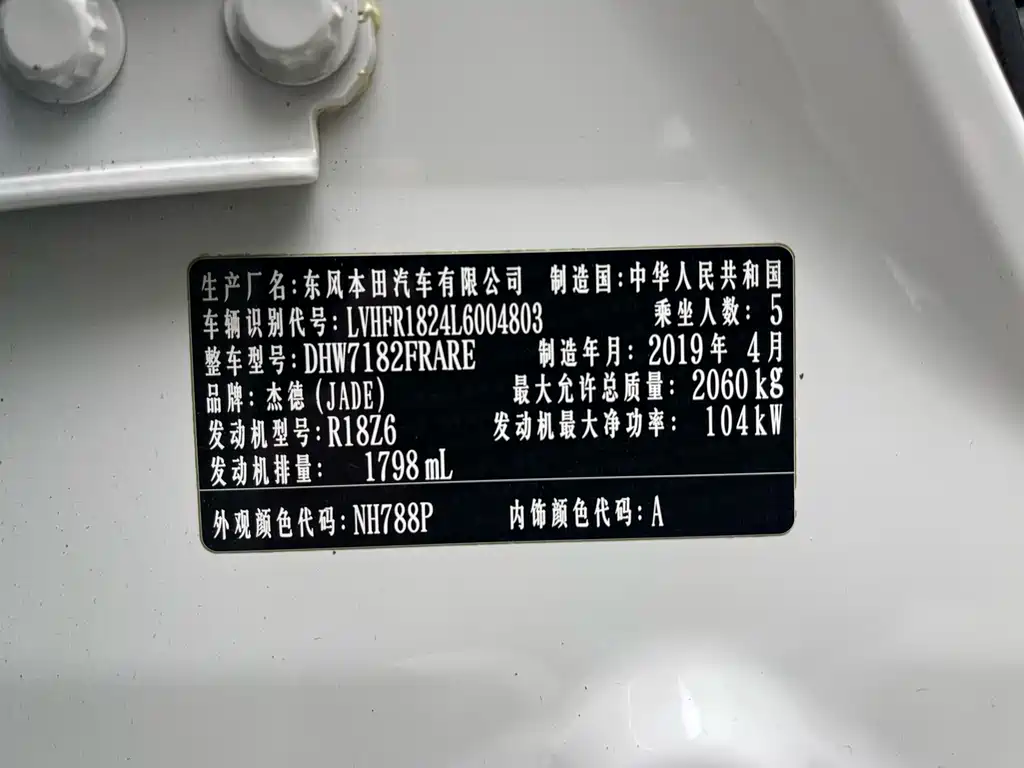 生产厂名:东风本田汽车有限公司 制造国:中华人民共和国
车辆识别代号:LVHFR1824L6004803 乘坐人数: 5
整车型号:DHW7182FRARE 制造年月: 2019年 4月
品牌: 杰德(JADE) 最大允许总质量: 2060kg
发动机型号:R18Z6 发动机最大净功率: 104kW
发动机排量: 1798mL
外观颜色代码:NH788P 内饰颜色代码:A